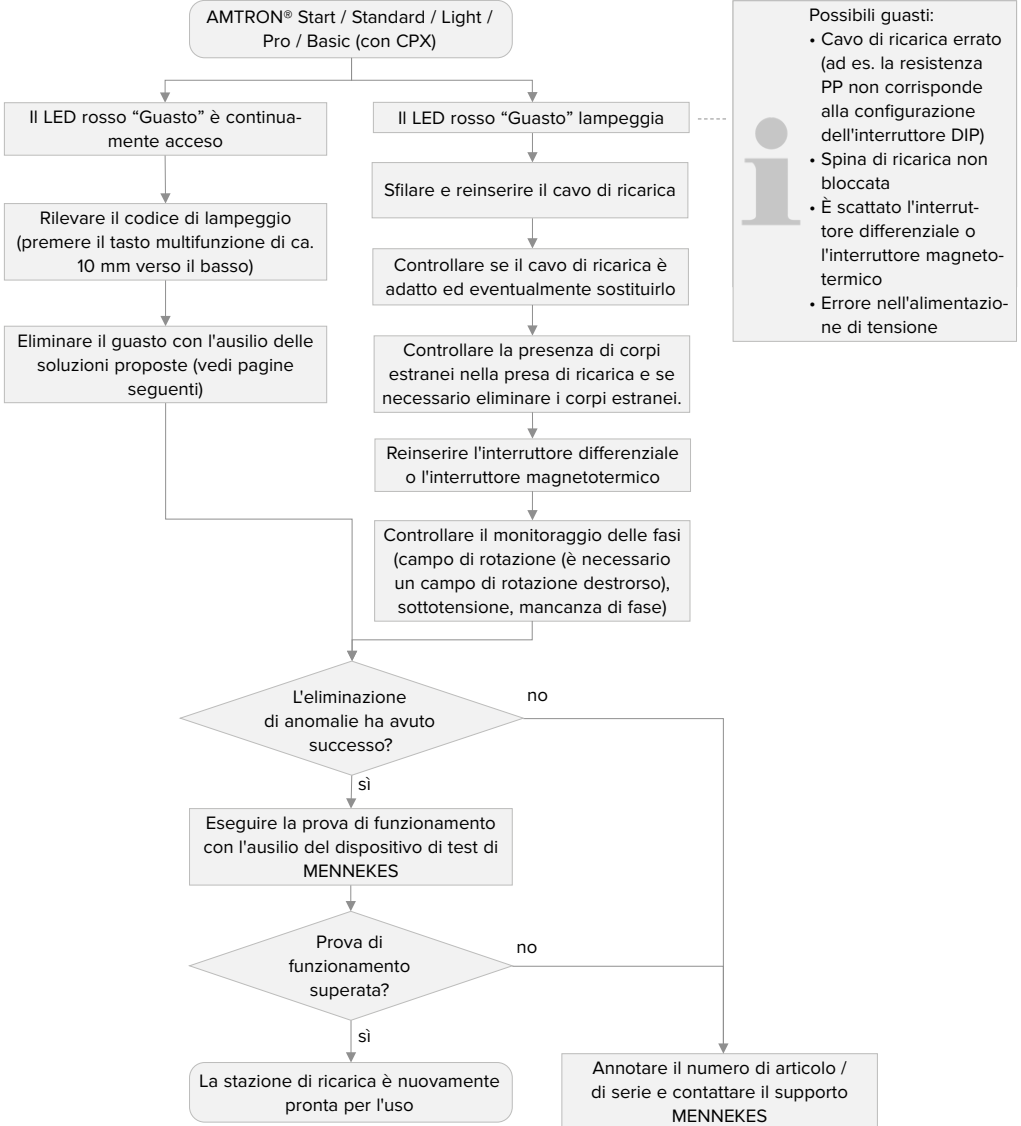 AMTRON® Start / Standard / Light /
Pro / Basic (con CPX)
Il LED rosso “Guasto” è continua-
mente acceso
Rilevare il codice di lampeggio
(premere il tasto multifunzione di ca.
10 mm verso il basso)
Eliminare il guasto con l'ausilio delle
soluzioni proposte (vedi pagine
seguenti)
Il LED rosso “Guasto” lampeggia
Sfilare e reinserire il cavo di ricarica
Controllare se il cavo di ricarica è
adatto ed eventualmente sostituirlo
Controllare la presenza di corpi
estranei nella presa di ricarica e se
necessario eliminare i corpi estranei.
Reinserire l'interruttore differenziale
o l'interruttore magnetotermico
Controllare il monitoraggio delle fasi
(campo di rotazione (è necessario
un campo di rotazione destrorso),
sottotensione, mancanza di fase)
Possibili guasti:
• Cavo di ricarica errato
(ad es. la resistenza
PP non corrisponde
alla configurazione
dell'interruttore DIP)
• Spina di ricarica non
bloccata
• È scattato l'interrut-
tore differenziale o
l'interruttore magneto-
termico
• Errore nell'alimentazio-
ne di tensione
L'eliminazione
di anomalie ha avuto
successo?
no
sì
Eseguire la prova di funzionamento
con l'ausilio del dispositivo di test di
MENNEKES
Prova di
funzionamento
superata?
no
sì
La stazione di ricarica è nuovamente
pronta per l'uso
Annotare il numero di articolo /
di serie e contattare il supporto
MENNEKES